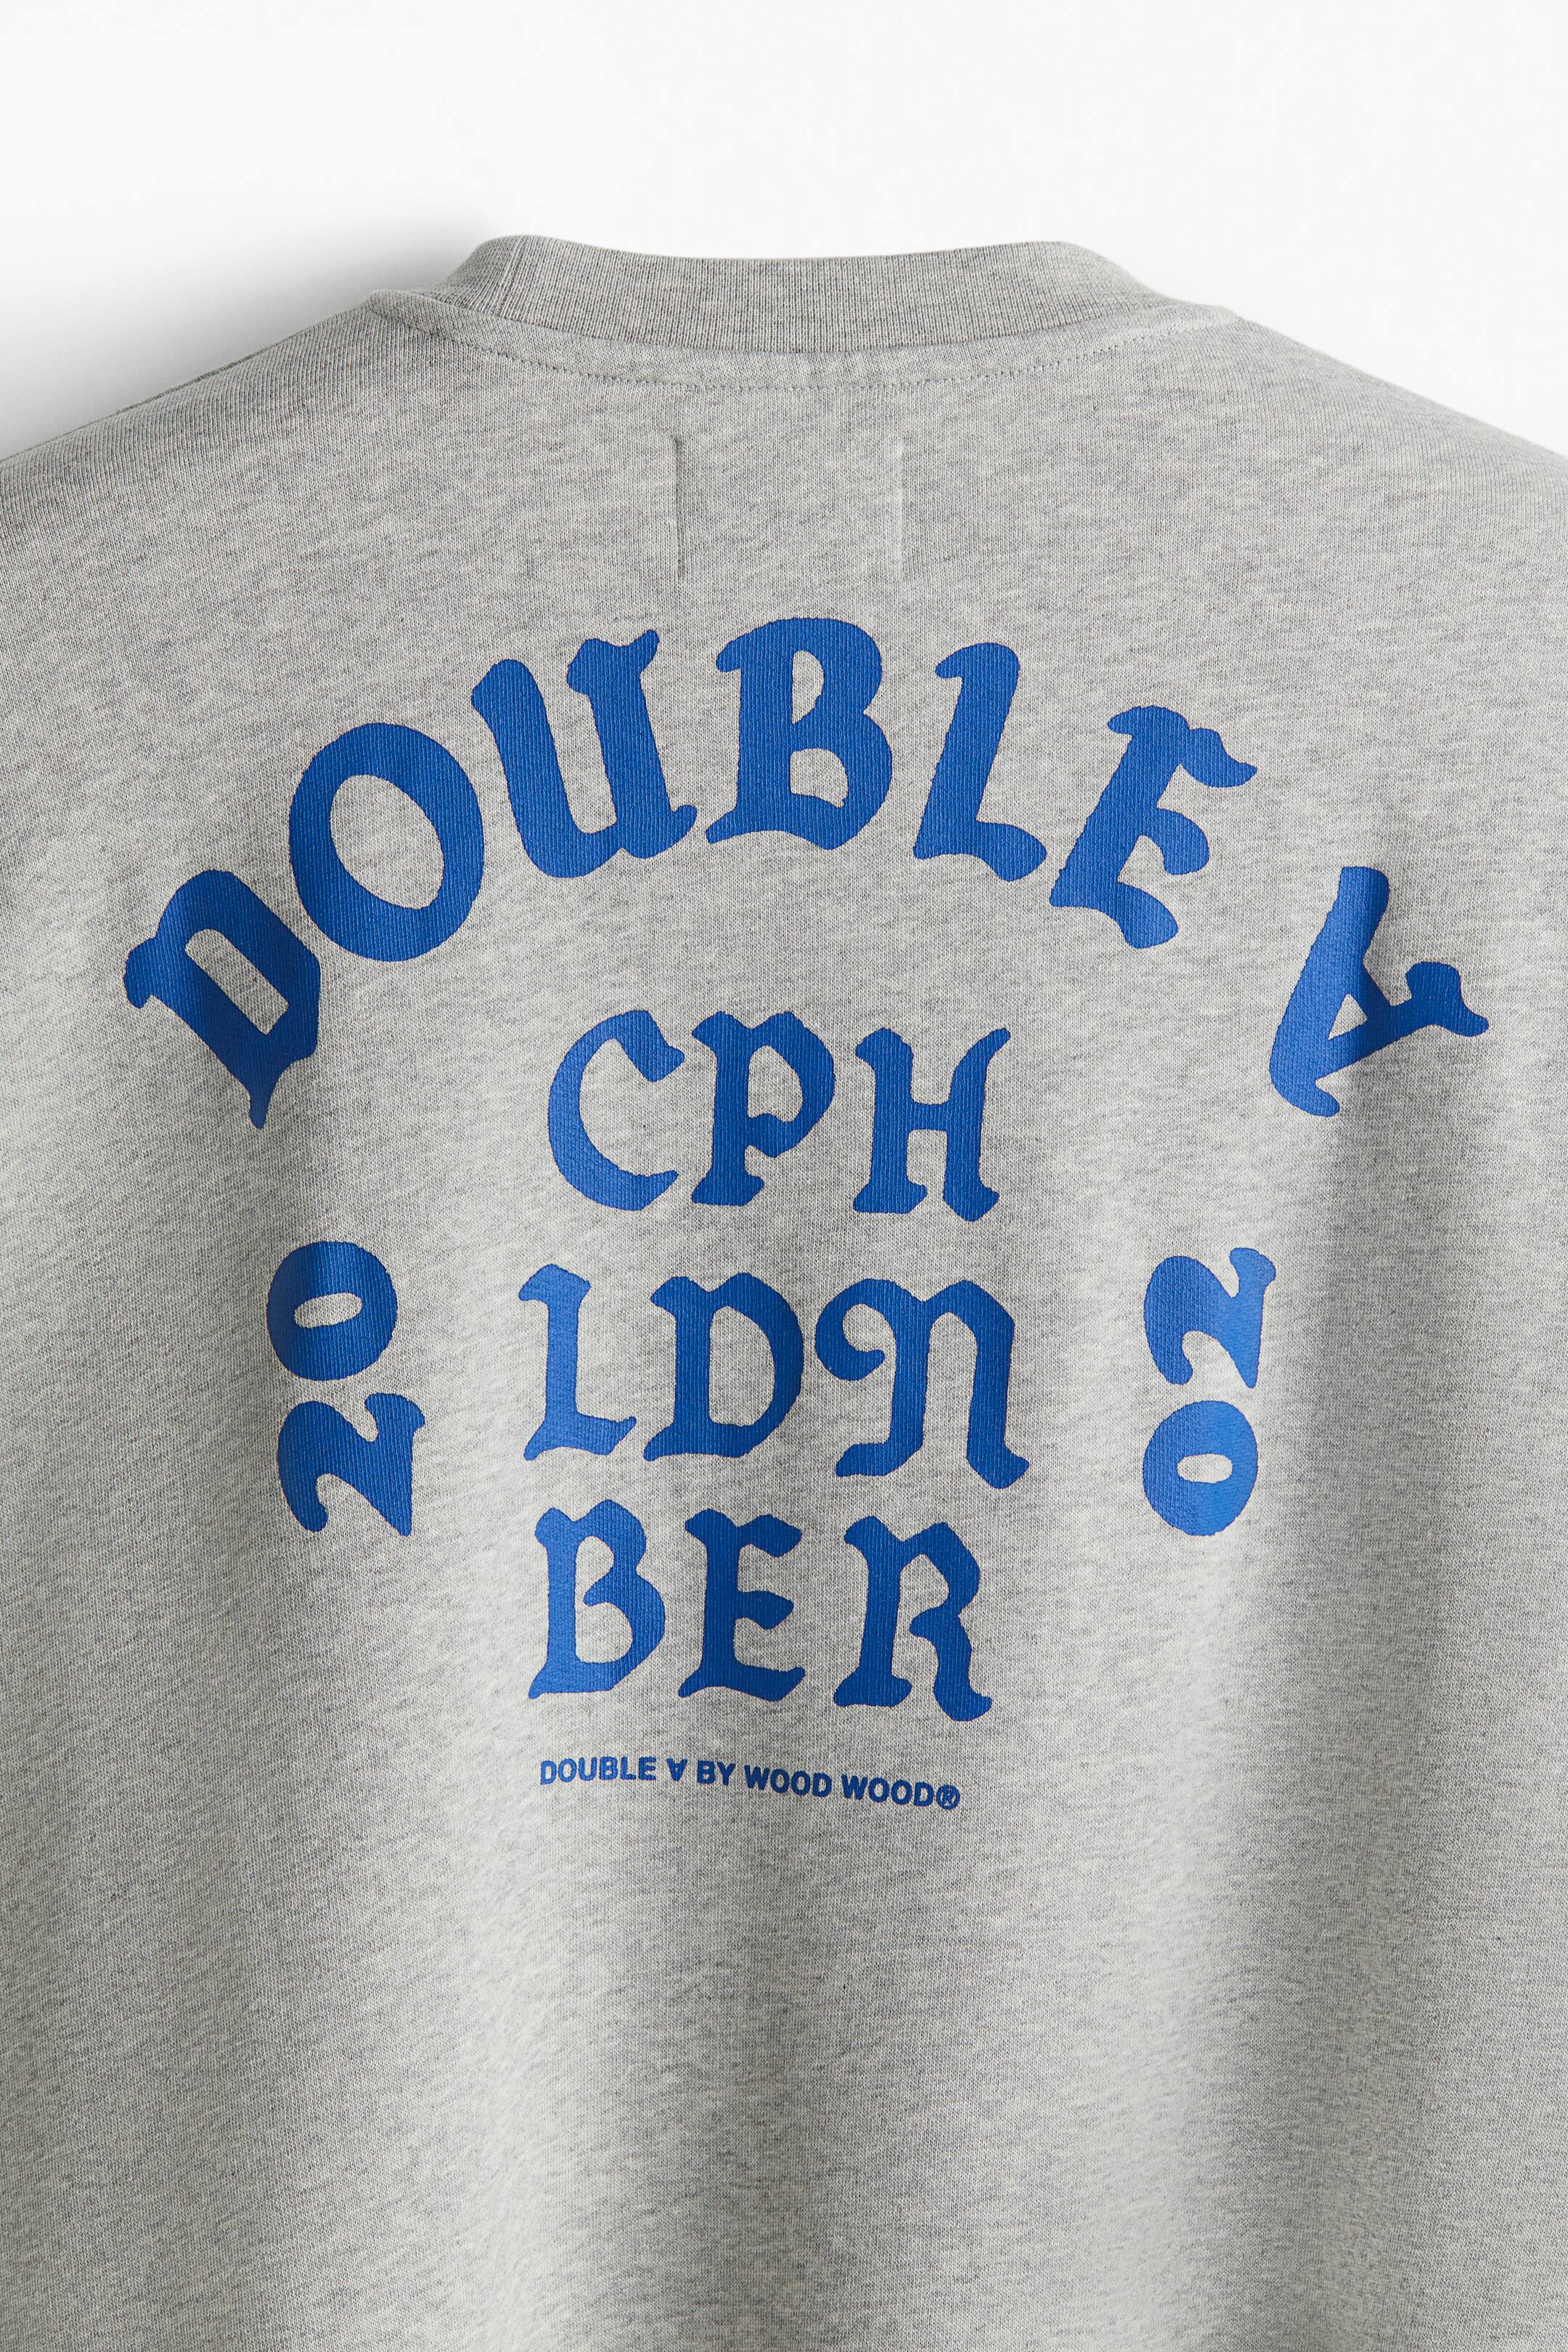 DOUBLE ∀
CPH
20
20
LDN
BER
DOUBLE ∀ BY WOOD WOOD®